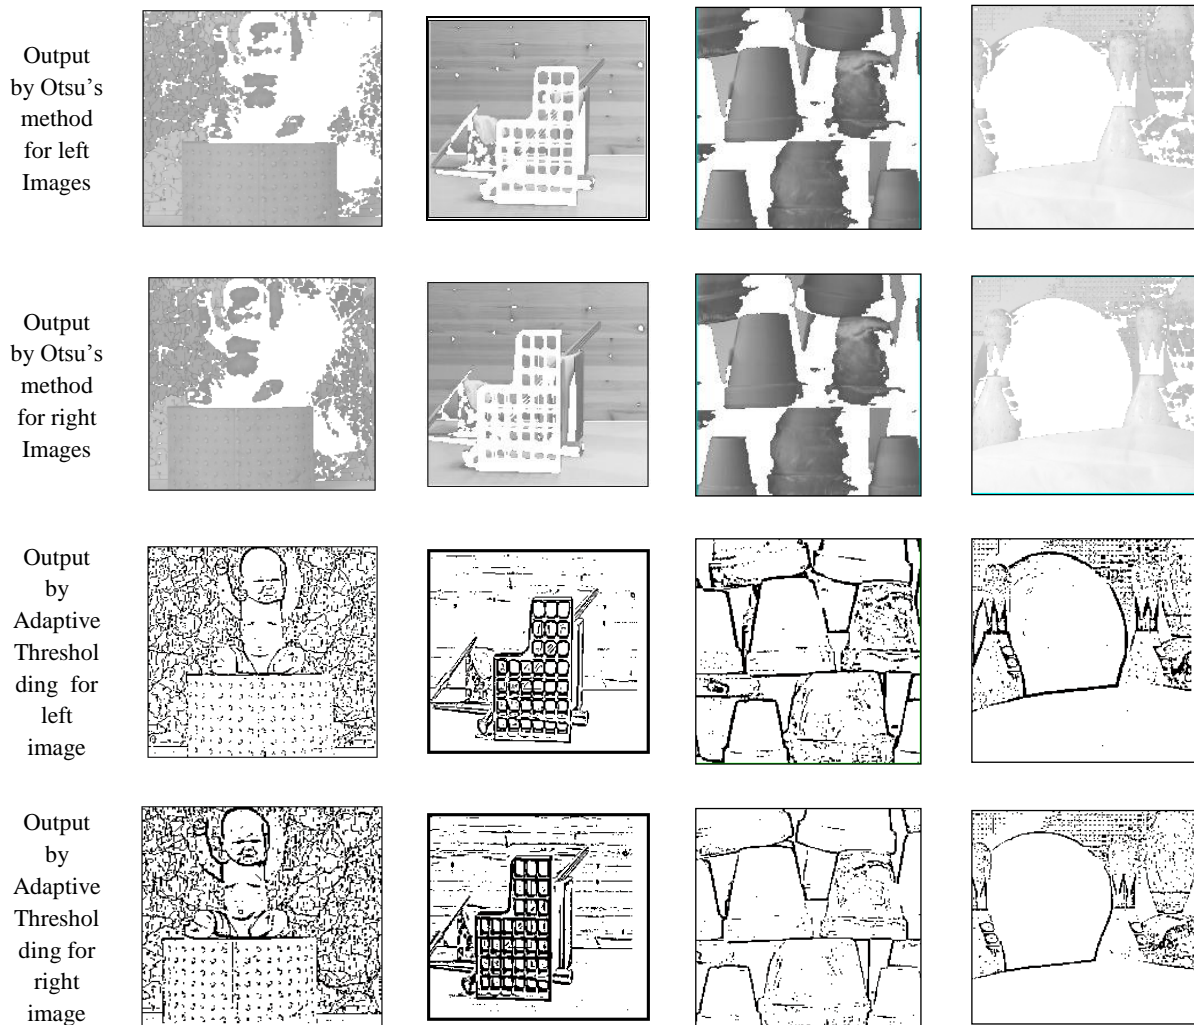 Output
by Otsu's
method
for left
Images
Output
by Otsu's
method
for right
Images
Output
by
Adaptive
Threshol
ding for
left
image
Output
by
Adaptive
Threshol
ding for
right
image